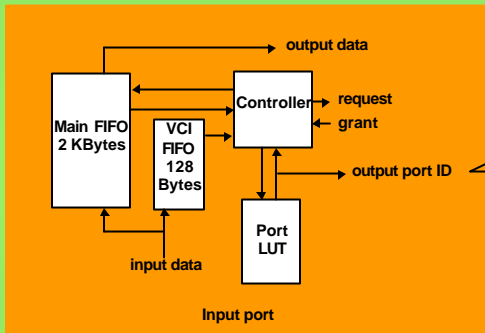 output data
Main FIFO
2 KBytes
VCI
FIFO
128
Bytes
Controller
request
grant
output port ID
Port
LUT
input data
Input port